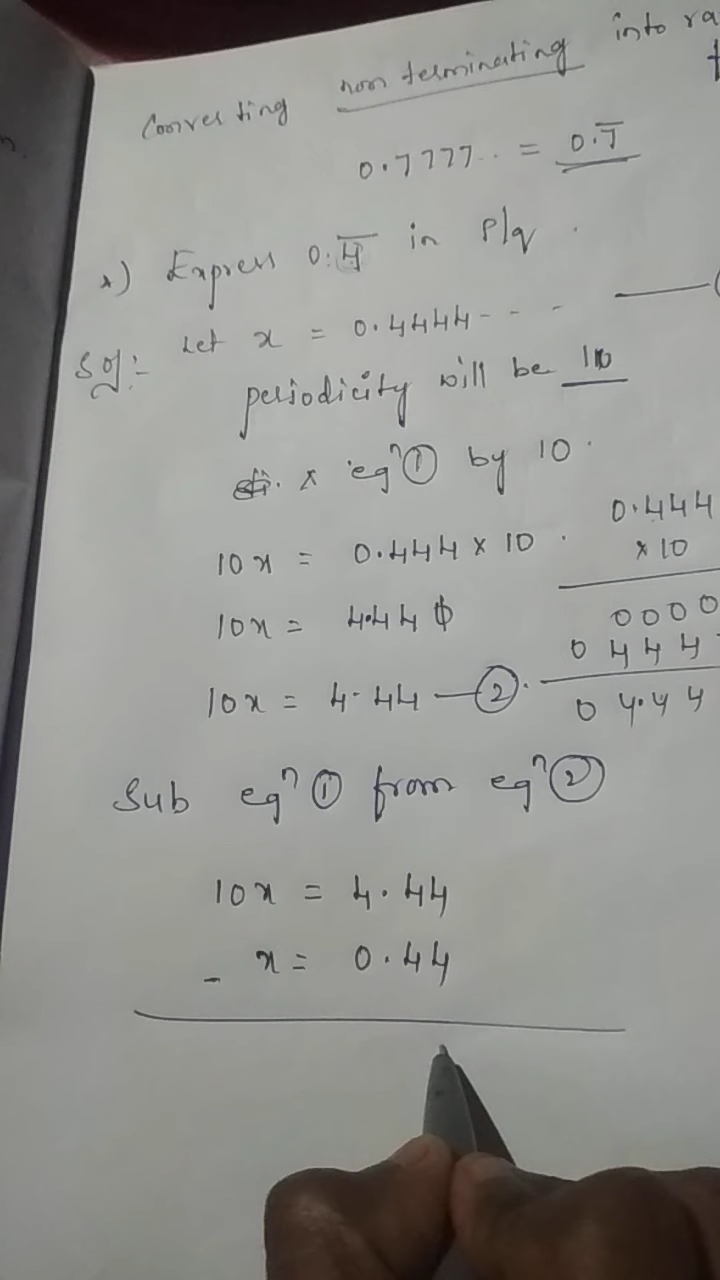 Converting non terminating into ra
0.7777.. = 0.7̅
*) Express 0.4̅ in P/q.
Sol:- Let x = 0.4444- - - -
periodicity will be
x eqⁿ ① by 10.
10x = 0.444 x 10.
10x = 4.44
10x = 4.44 — ②.
0.444
x 10
0000
0444
04.44
Sub eqⁿ ① from eqⁿ ②
10x = 4.44
- x = 0.44